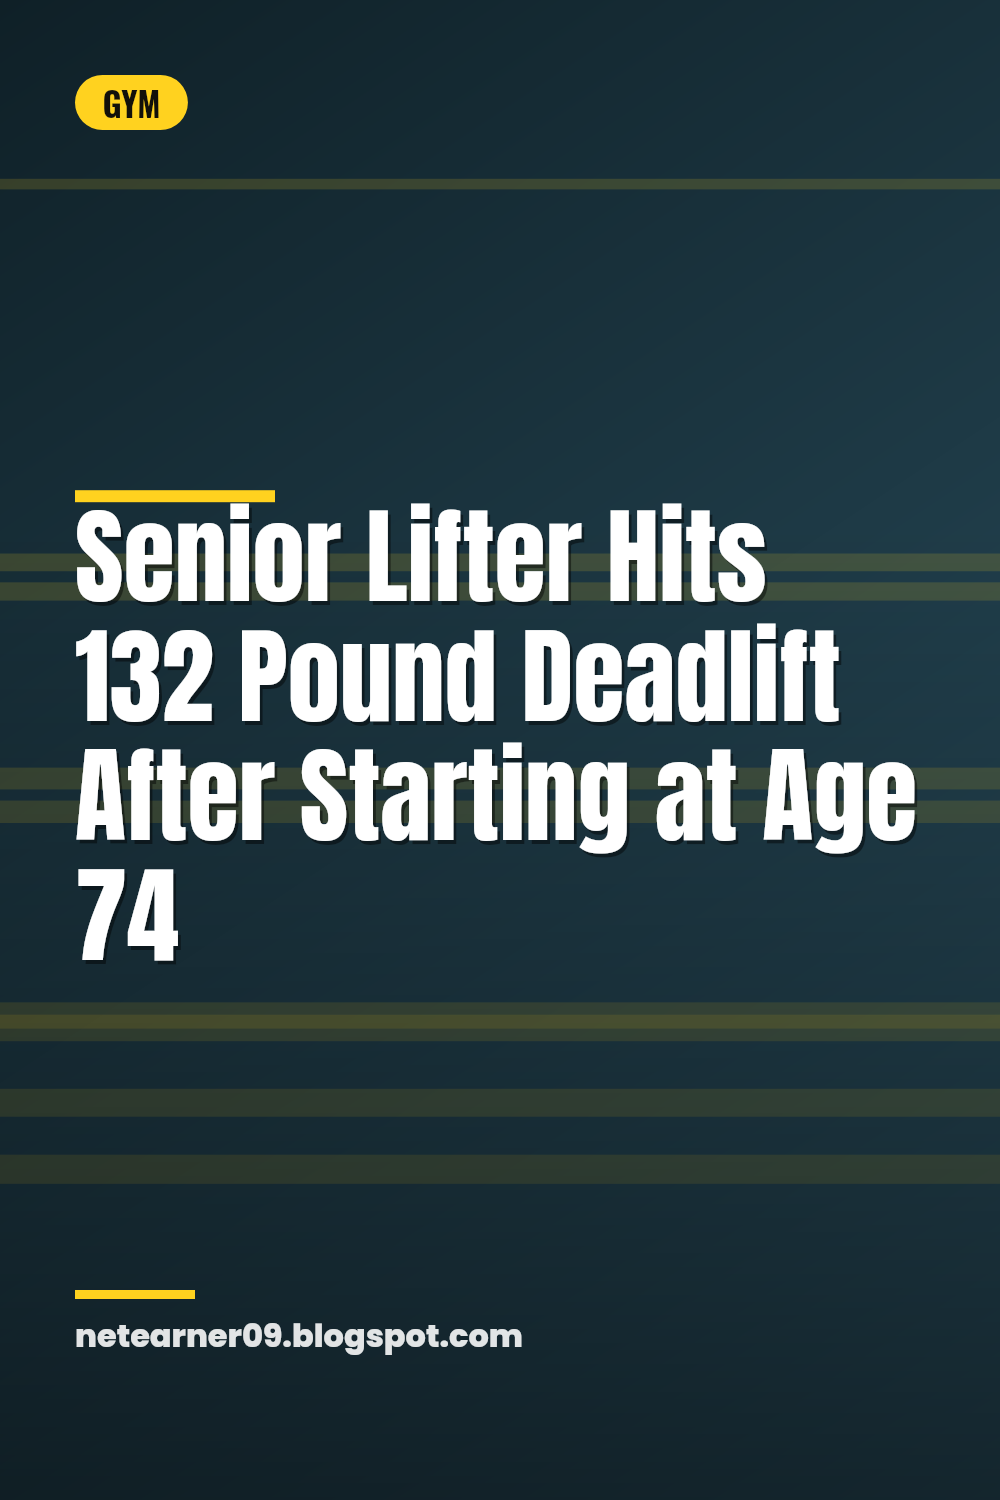 GYM
Senior Lifter Hits
132 Pound Deadlift
After Starting at Age
74
netearner09.blogspot.com